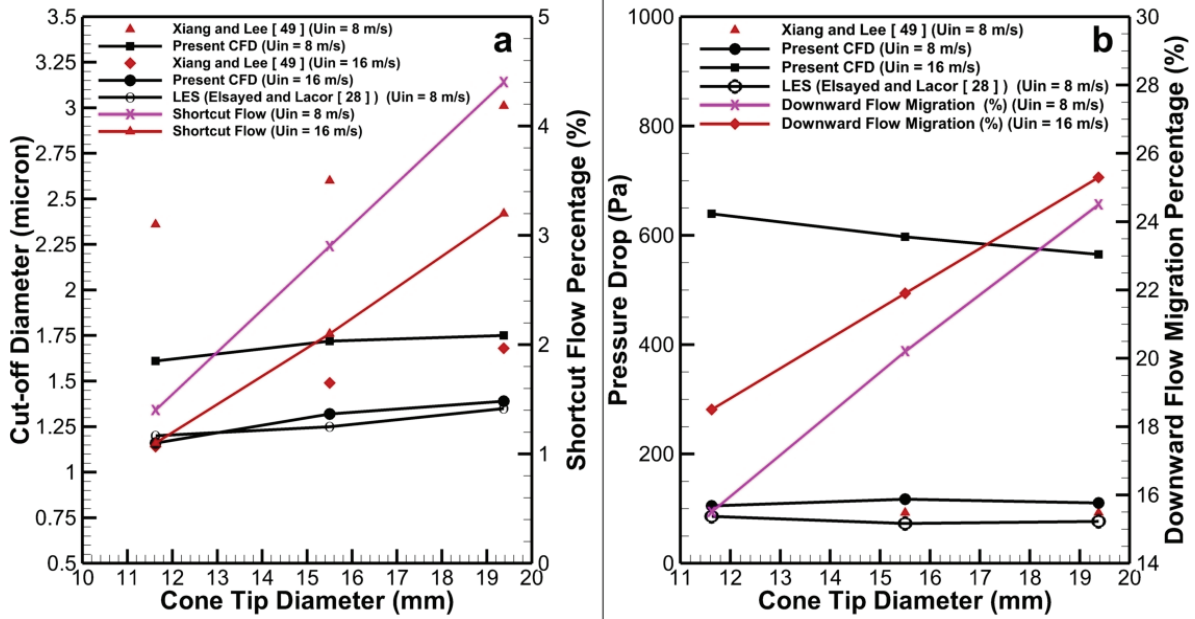 a
Xiang and Lee [ 49 ] (Uin = 8 m/s)
Present CFD (Uin = 8 m/s)
Xiang and Lee [ 49 ] (Uin = 16 m/s)
Present CFD (Uin = 16 m/s)
LES (Elsayed and Lacor [ 28 ] ) (Uin = 8 m/s)
Shortcut Flow (Uin = 8 m/s)
Shortcut Flow (Uin = 16 m/s)
Cut-off Diameter (micron)
3.5
3.25
3
2.75
2.5
2.25
2
1.75
1.5
1.25
1
0.75
0.5
10 11 12 13 14 15 16 17 18 19 20
Cone Tip Diameter (mm)
5
4
3
2
1
0
Shortcut Flow Percentage (%)
b
Xiang and Lee [ 49 ] (Uin = 8 m/s)
Present CFD (Uin = 8 m/s)
Present CFD (Uin = 16 m/s)
LES (Elsayed and Lacor [ 28 ] ) (Uin = 8 m/s)
Downward Flow Migration (%) (Uin = 8 m/s)
Downward Flow Migration (%) (Uin = 16 m/s)
Pressure Drop (Pa)
1000
800
600
400
200
0
11 12 13 14 15 16 17 18 19 20
Cone Tip Diameter (mm)
30
28
26
24
22
20
18
16
14
Downward Flow Migration Percentage (%)